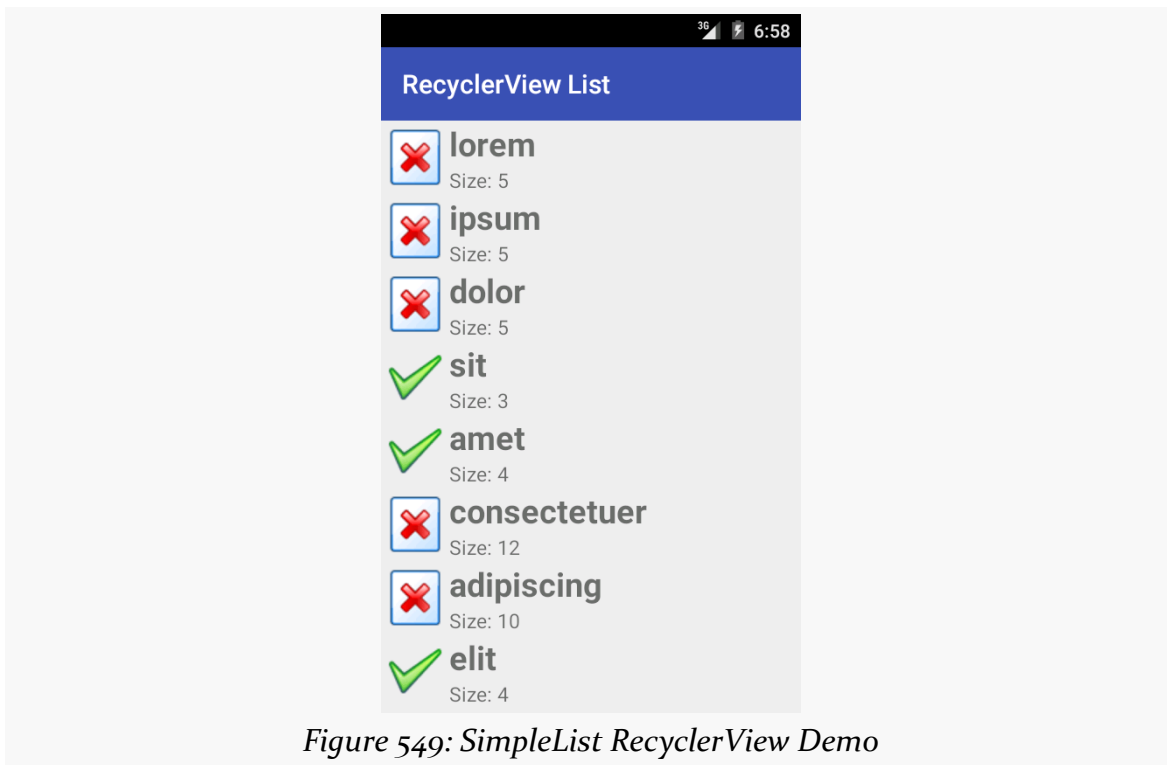 3G 6:58
RecyclerView List
lorem
Size: 5
ipsum
Size: 5
dolor
Size: 5
sit
Size: 3
amet
Size: 4
consectetuer
Size: 12
adipiscing
Size: 10
elit
Size: 4
Figure 549: SimpleList RecyclerView Demo